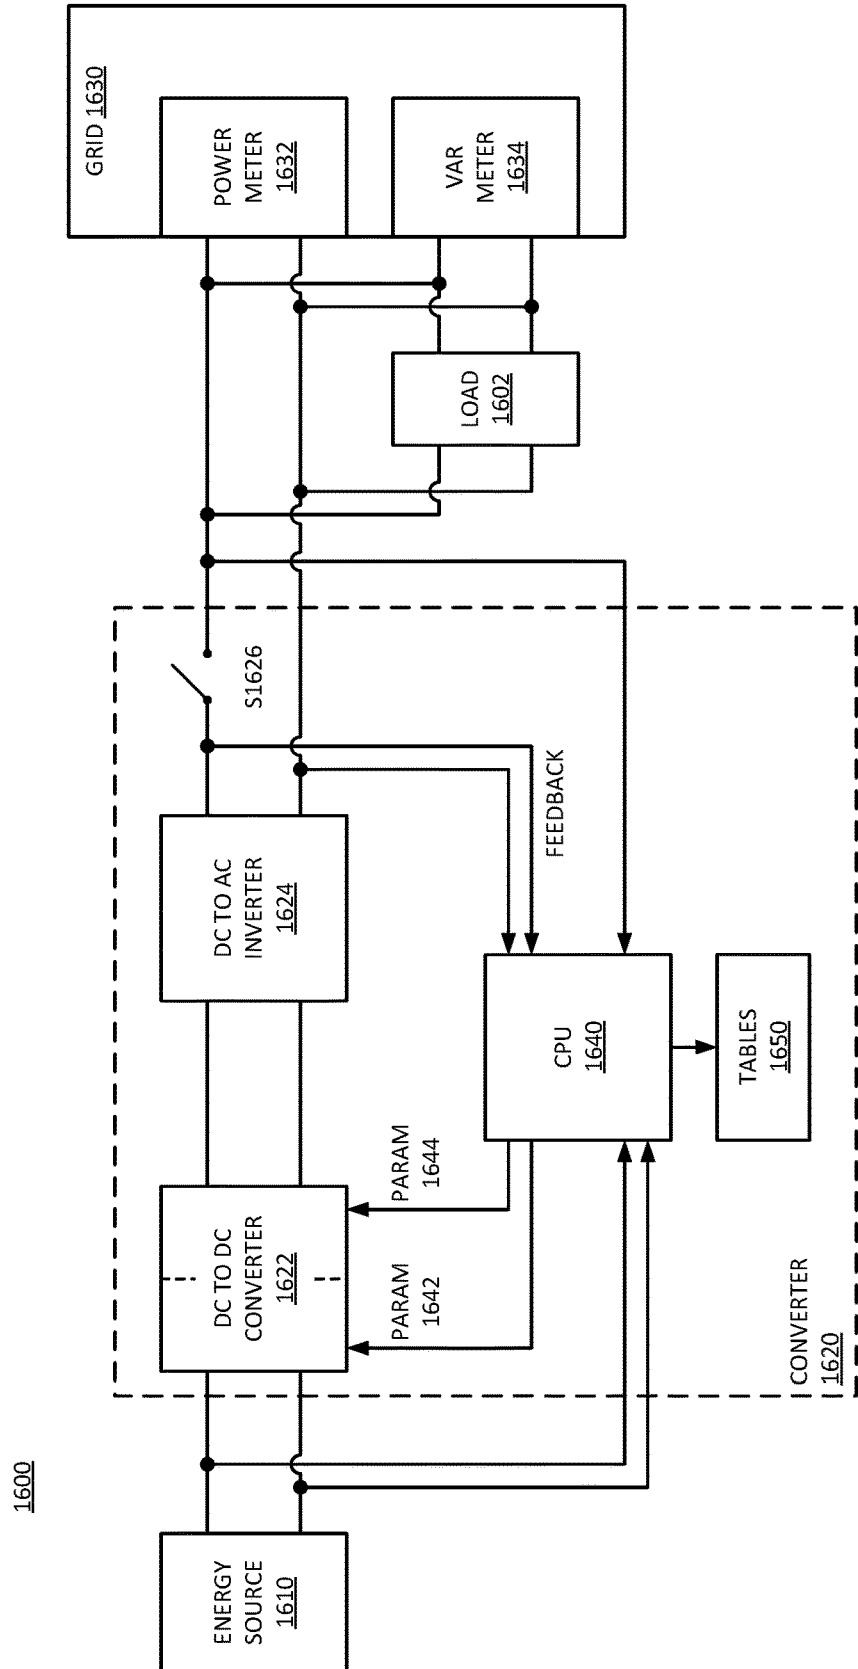 1600
ENERGY
SOURCE
1610
DC TO DC
CONVERTER
1622
DC TO AC
INVERTER
1624
S1626
GRID 1630
POWER
METER
1632
VAR
METER
1634
LOAD
1602
PARAM
1642
PARAM
1644
FEEDBACK
CPU
1640
TABLES
1650
CONVERTER
1620